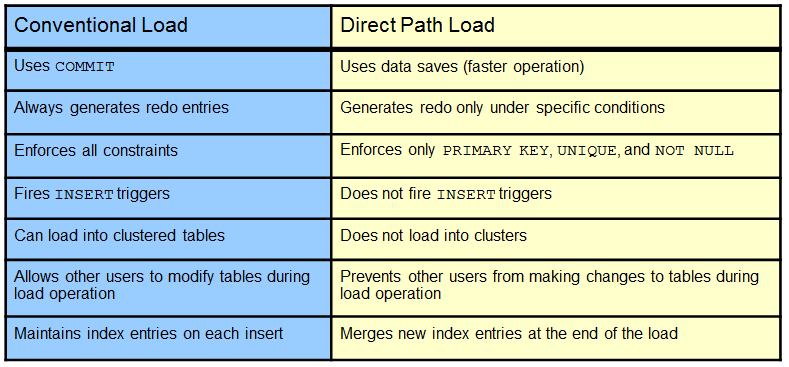 Conventional Load Direct Path Load
Uses COMMIT Uses data saves (faster operation)
Always generates redo entries Generates redo only under specific conditions
Enforces all constraints Enforces only PRIMARY KEY, UNIQUE, and NOT NULL
Fires INSERT triggers Does not fire INSERT triggers
Can load into clustered tables Does not load into clusters
Allows other users to modify tables during
load operation
Prevents other users from making changes to tables during
load operation
Maintains index entries on each insert Merges new index entries at the end of the load